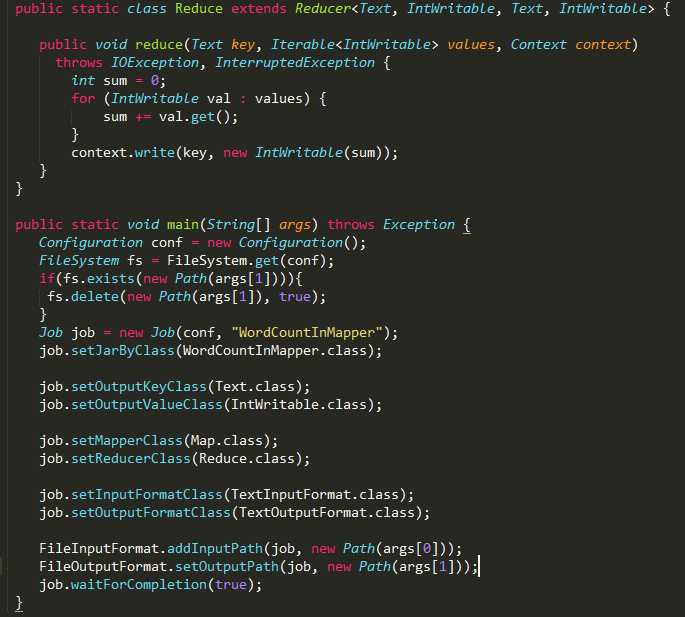 public static class Reduce extends Reducer<Text, IntWritable, Text, IntWritable> {
public void reduce(Text key, Iterable<IntWritable> values, Context context)
throws IOException, InterruptedException {
int sum = 0;
for (IntWritable val : values) {
sum += val.get();
}
context.write(key, new IntWritable(sum));
}
}
public static void main(String[] args) throws Exception {
Configuration conf = new Configuration();
FileSystem fs = FileSystem.get(conf);
if(fs.exists(new Path(args[1]))){
fs.delete(new Path(args[1]), true);
}
Job job = new Job(conf, "WordCountInMapper");
job.setJarByClass(WordCountInMapper.class);
job.setOutputKeyClass(Text.class);
job.setOutputValueClass(IntWritable.class);
job.setMapperClass(Map.class);
job.setReducerClass(Reduce.class);
job.setInputFormatClass(TextInputFormat.class);
job.setOutputFormatClass(TextOutputFormat.class);
FileInputFormat.addInputPath(job, new Path(args[0]));
FileOutputFormat.setOutputPath(job, new Path(args[1]));
job.waitForCompletion(true);
}